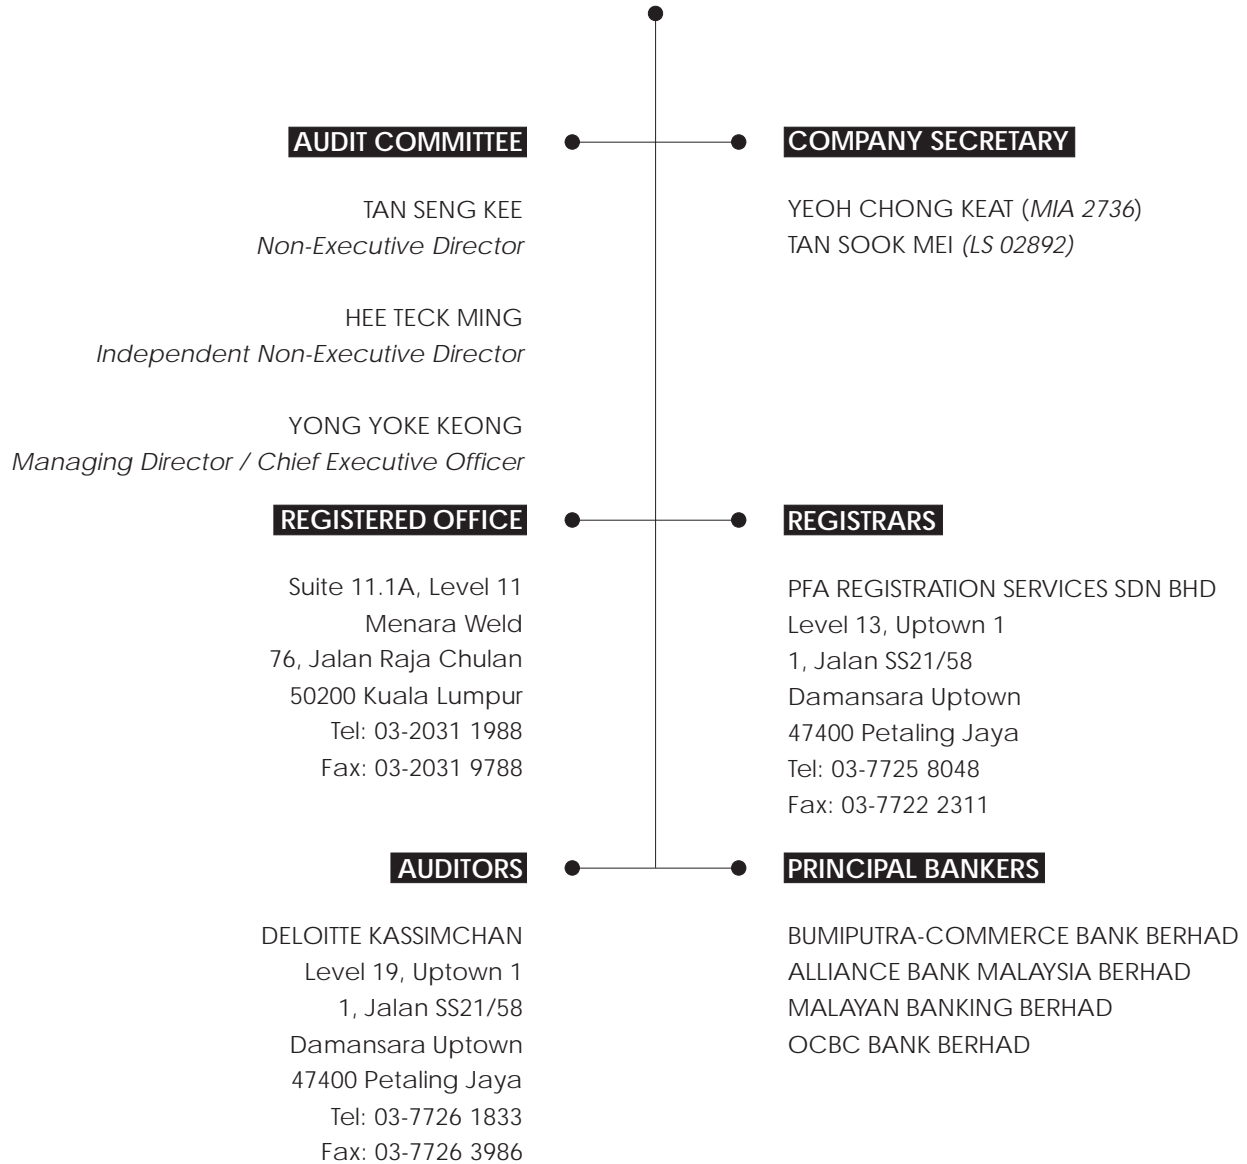 AUDIT COMMITTEE
TAN SENG KEE
Non-Executive Director
HEE TECK MING
Independent Non-Executive Director
YONG YOKE KEONG
Managing Director / Chief Executive Officer
COMPANY SECRETARY
YEOH CHONG KEAT (MIA 2736)
TAN SOOK MEI (LS 02892)
REGISTERED OFFICE
Suite 11.1A, Level 11
Menara Weld
76, Jalan Raja Chulan
50200 Kuala Lumpur
Tel: 03-2031 1988
Fax: 03-2031 9788
REGISTRARS
PFA REGISTRATION SERVICES SDN BHD
Level 13, Uptown 1
1, Jalan SS21/58
Damansara Uptown
47400 Petaling Jaya
Tel: 03-7725 8048
Fax: 03-7722 2311
AUDITORS
DELOITTE KASSIMCHAN
Level 19, Uptown 1
1, Jalan SS21/58
Damansara Uptown
47400 Petaling Jaya
Tel: 03-7726 1833
Fax: 03-7726 3986
PRINCIPAL BANKERS
BUMIPUTRA-COMMERCE BANK BERHAD
ALLIANCE BANK MALAYSIA BERHAD
MALAYAN BANKING BERHAD
OCBC BANK BERHAD